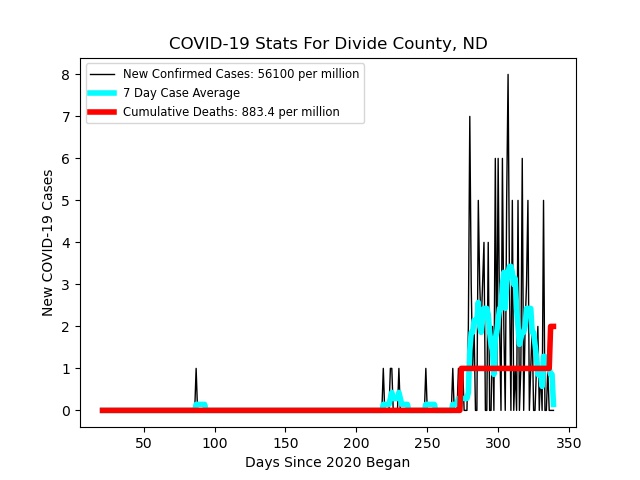 COVID-19 Stats For Divide County, ND
New Confirmed Cases: 56100 per million
7 Day Case Average
Cumulative Deaths: 883.4 per million
New COVID-19 Cases
8
7
6
5
4
3
2
1
0
50 100 150 200 250 300 350
Days Since 2020 Began